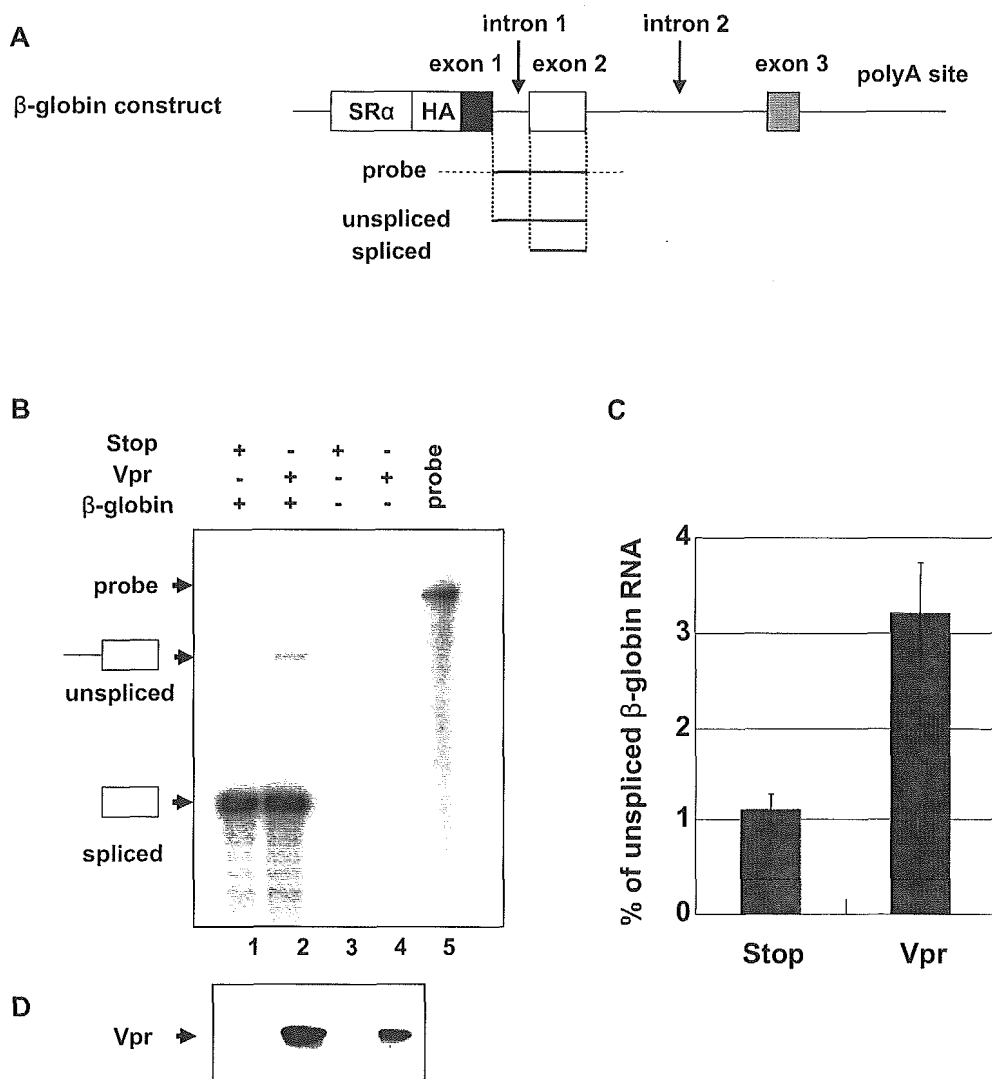 A
intron 1
intron 2
exon 1
exon 2
exon 3
polyA site
β-globin construct
SRα
HA
probe
unspliced
spliced
B
Stop + - + -
Vpr - + - +
β-globin + + - -
probe
probe
unspliced
spliced
1 2 3 4 5
C
% of unspliced β-globin RNA
4
3
2
1
0
Stop
Vpr
D
Vpr